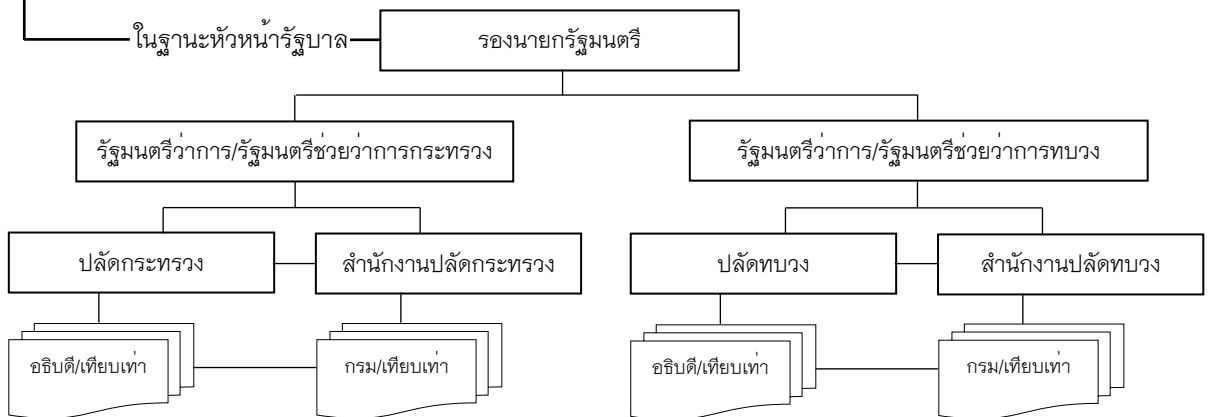 ในฐานะหัวหน้ารัฐบาล
รองนายกรัฐมนตรี
รัฐมนตรีว่าการ/รัฐมนตรีช่วยว่าการกระทรวง
รัฐมนตรีว่าการ/รัฐมนตรีช่วยว่าการทบวง
ปลัดกระทรวง
สำนักงานปลัดกระทรวง
ปลัดทบวง
สำนักงานปลัดทบวง
อธิบดี/เทียบเท่า
กรม/เทียบเท่า
อธิบดี/เทียบเท่า
กรม/เทียบเท่า